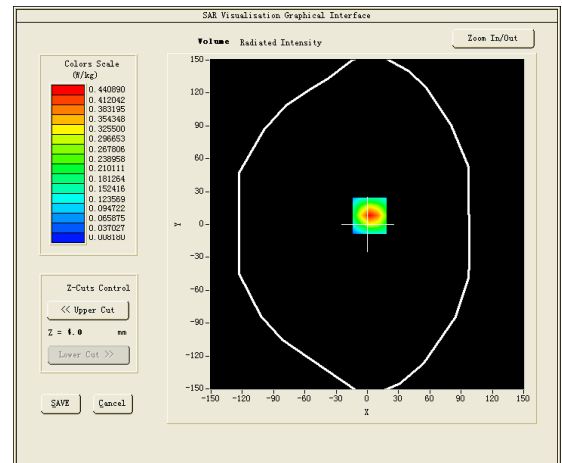 SAR Visualisation Graphical Interface
Volume Radiated Intensity
Zoom In/Out
Colors Scale
(W/kg)
0.440890
0.412042
0.383195
0.354348
0.325500
0.296653
0.267806
0.238958
0.210111
0.181264
0.152416
0.123569
0.094722
0.065875
0.037027
0.008180
150
120
90
60
30
0
-30
-60
-90
-120
-150
Y
-150 -120 -90 -60 -30 0 30 60 90 120 150
X
Z-Cuts Control
<< Upper Cut
Z = 4.0 mm
Lower Cut >>
SAVE Cancel